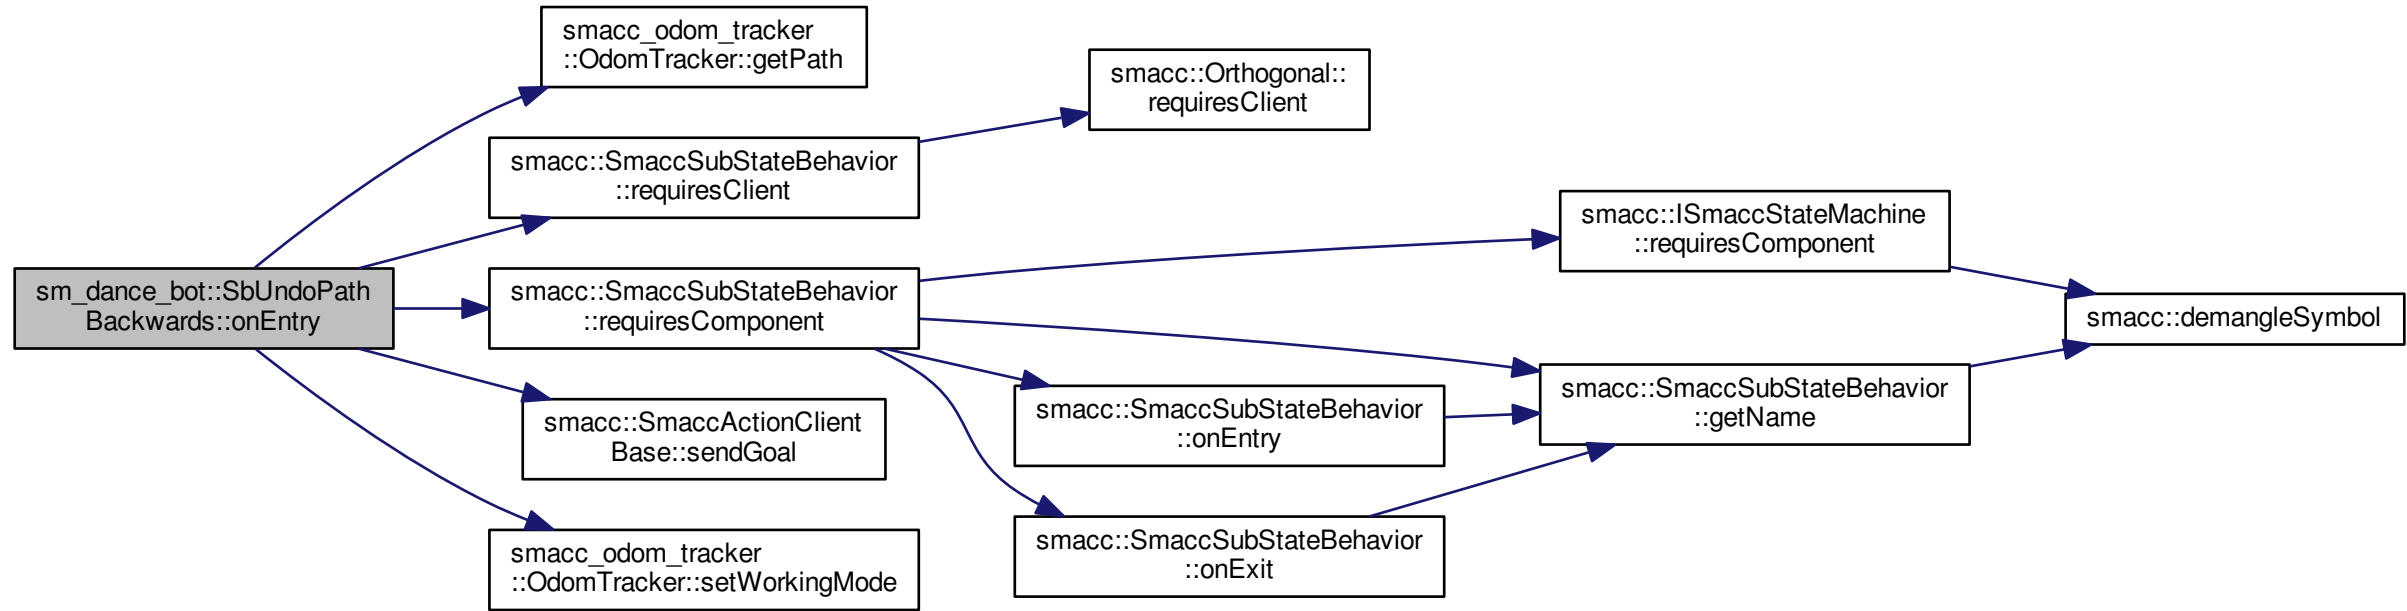 smacc_odom_tracker
::OdomTracker::getPath
smacc::Orthogonal::
requiresClient
smacc::SmaccSubStateBehavior
::requiresClient
smacc::ISmaccStateMachine
::requiresComponent
sm_dance_bot::SbUndoPath
Backwards::onEntry
smacc::SmaccSubStateBehavior
::requiresComponent
smacc::demangleSymbol
smacc::SmaccSubStateBehavior
::getName
smacc::SmaccSubStateBehavior
::onEntry
smacc::SmaccActionClient
Base::sendGoal
smacc::SmaccSubStateBehavior
::onExit
smacc_odom_tracker
::OdomTracker::setWorkingMode